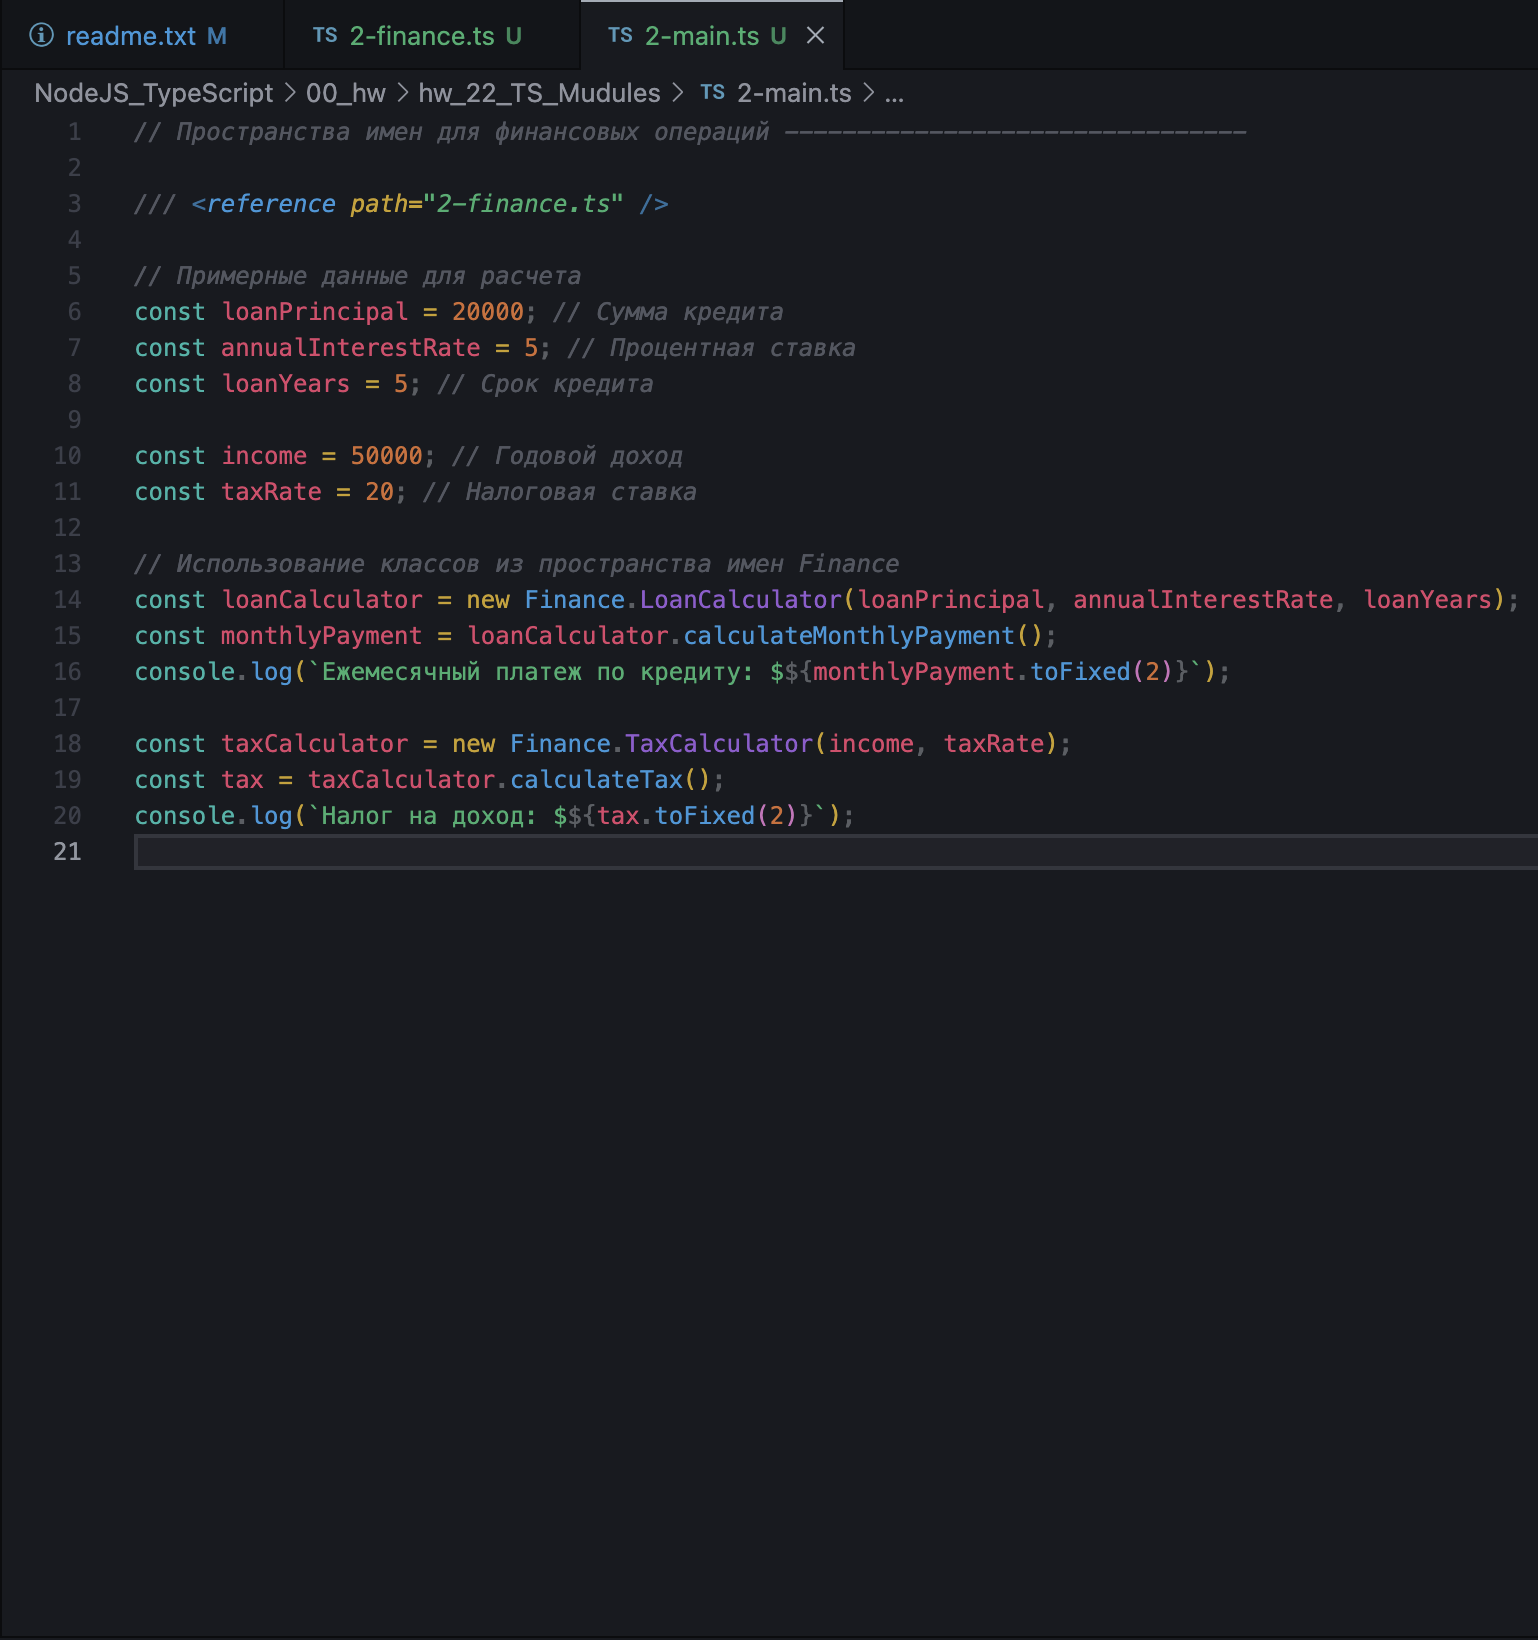 readme.txt M
TS 2-finance.ts U
TS 2-main.ts U
NodeJS_TypeScript > 00_hw > hw_22_TS_Mudules > TS 2-main.ts > ...
1 // Пространства имен для финансовых операций --------------------------------
2
3 /// <reference path="2-finance.ts" />
4
5 // Примерные данные для расчета
6 const loanPrincipal = 20000; // Сумма кредита
7 const annualInterestRate = 5; // Процентная ставка
8 const loanYears = 5; // Срок кредита
9
10 const income = 50000; // Годовой доход
11 const taxRate = 20; // Налоговая ставка
12
13 // Использование классов из пространства имен Finance
14 const loanCalculator = new Finance.LoanCalculator(loanPrincipal, annualInterestRate, loanYears);
15 const monthlyPayment = loanCalculator.calculateMonthlyPayment();
16 console.log(`Ежемесячный платеж по кредиту: $${monthlyPayment.toFixed(2)}`);
17
18 const taxCalculator = new Finance.TaxCalculator(income, taxRate);
19 const tax = taxCalculator.calculateTax();
20 console.log(`Налог на доход: $${tax.toFixed(2)}`);
21